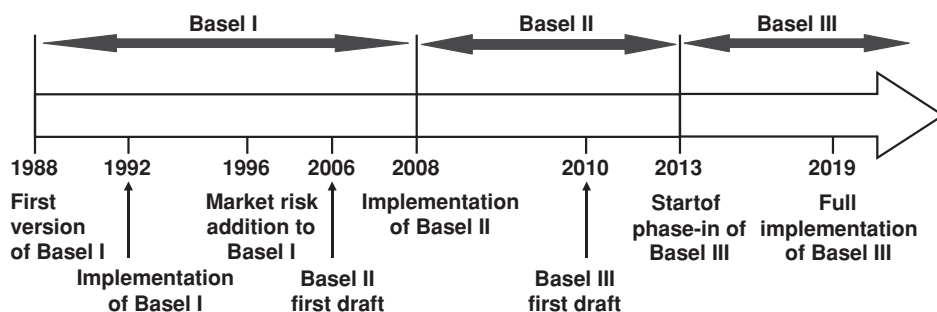 Basel I
Basel II
Basel III
1988
1992
1996
2006
2008
2010
2013
2019
First
version
of Basel I
Implementation
of Basel I
Market risk
addition to
Basel I
Basel II
first draft
Implementation
of Basel II
Basel III
first draft
Startof
phase-in of
Basel III
Full
implementation
of Basel III